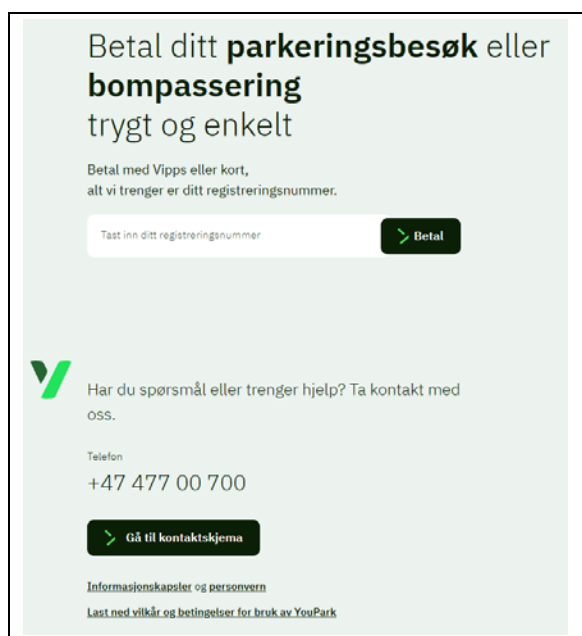 Betal ditt parkeringsbesøk eller
bompassering
trygt og enkelt
Betal med Vipps eller kort,
alt vi trenger er ditt registreringsnummer.
Tast inn ditt registreringsnummer
Betal
Har du spørsmål eller trenger hjelp? Ta kontakt med
oss.
Telefon
+47 477 00 700
Gå til kontaktskjema
Informasjonskapsler og personvern
Last ned vilkår og betingelser for bruk av YouPark